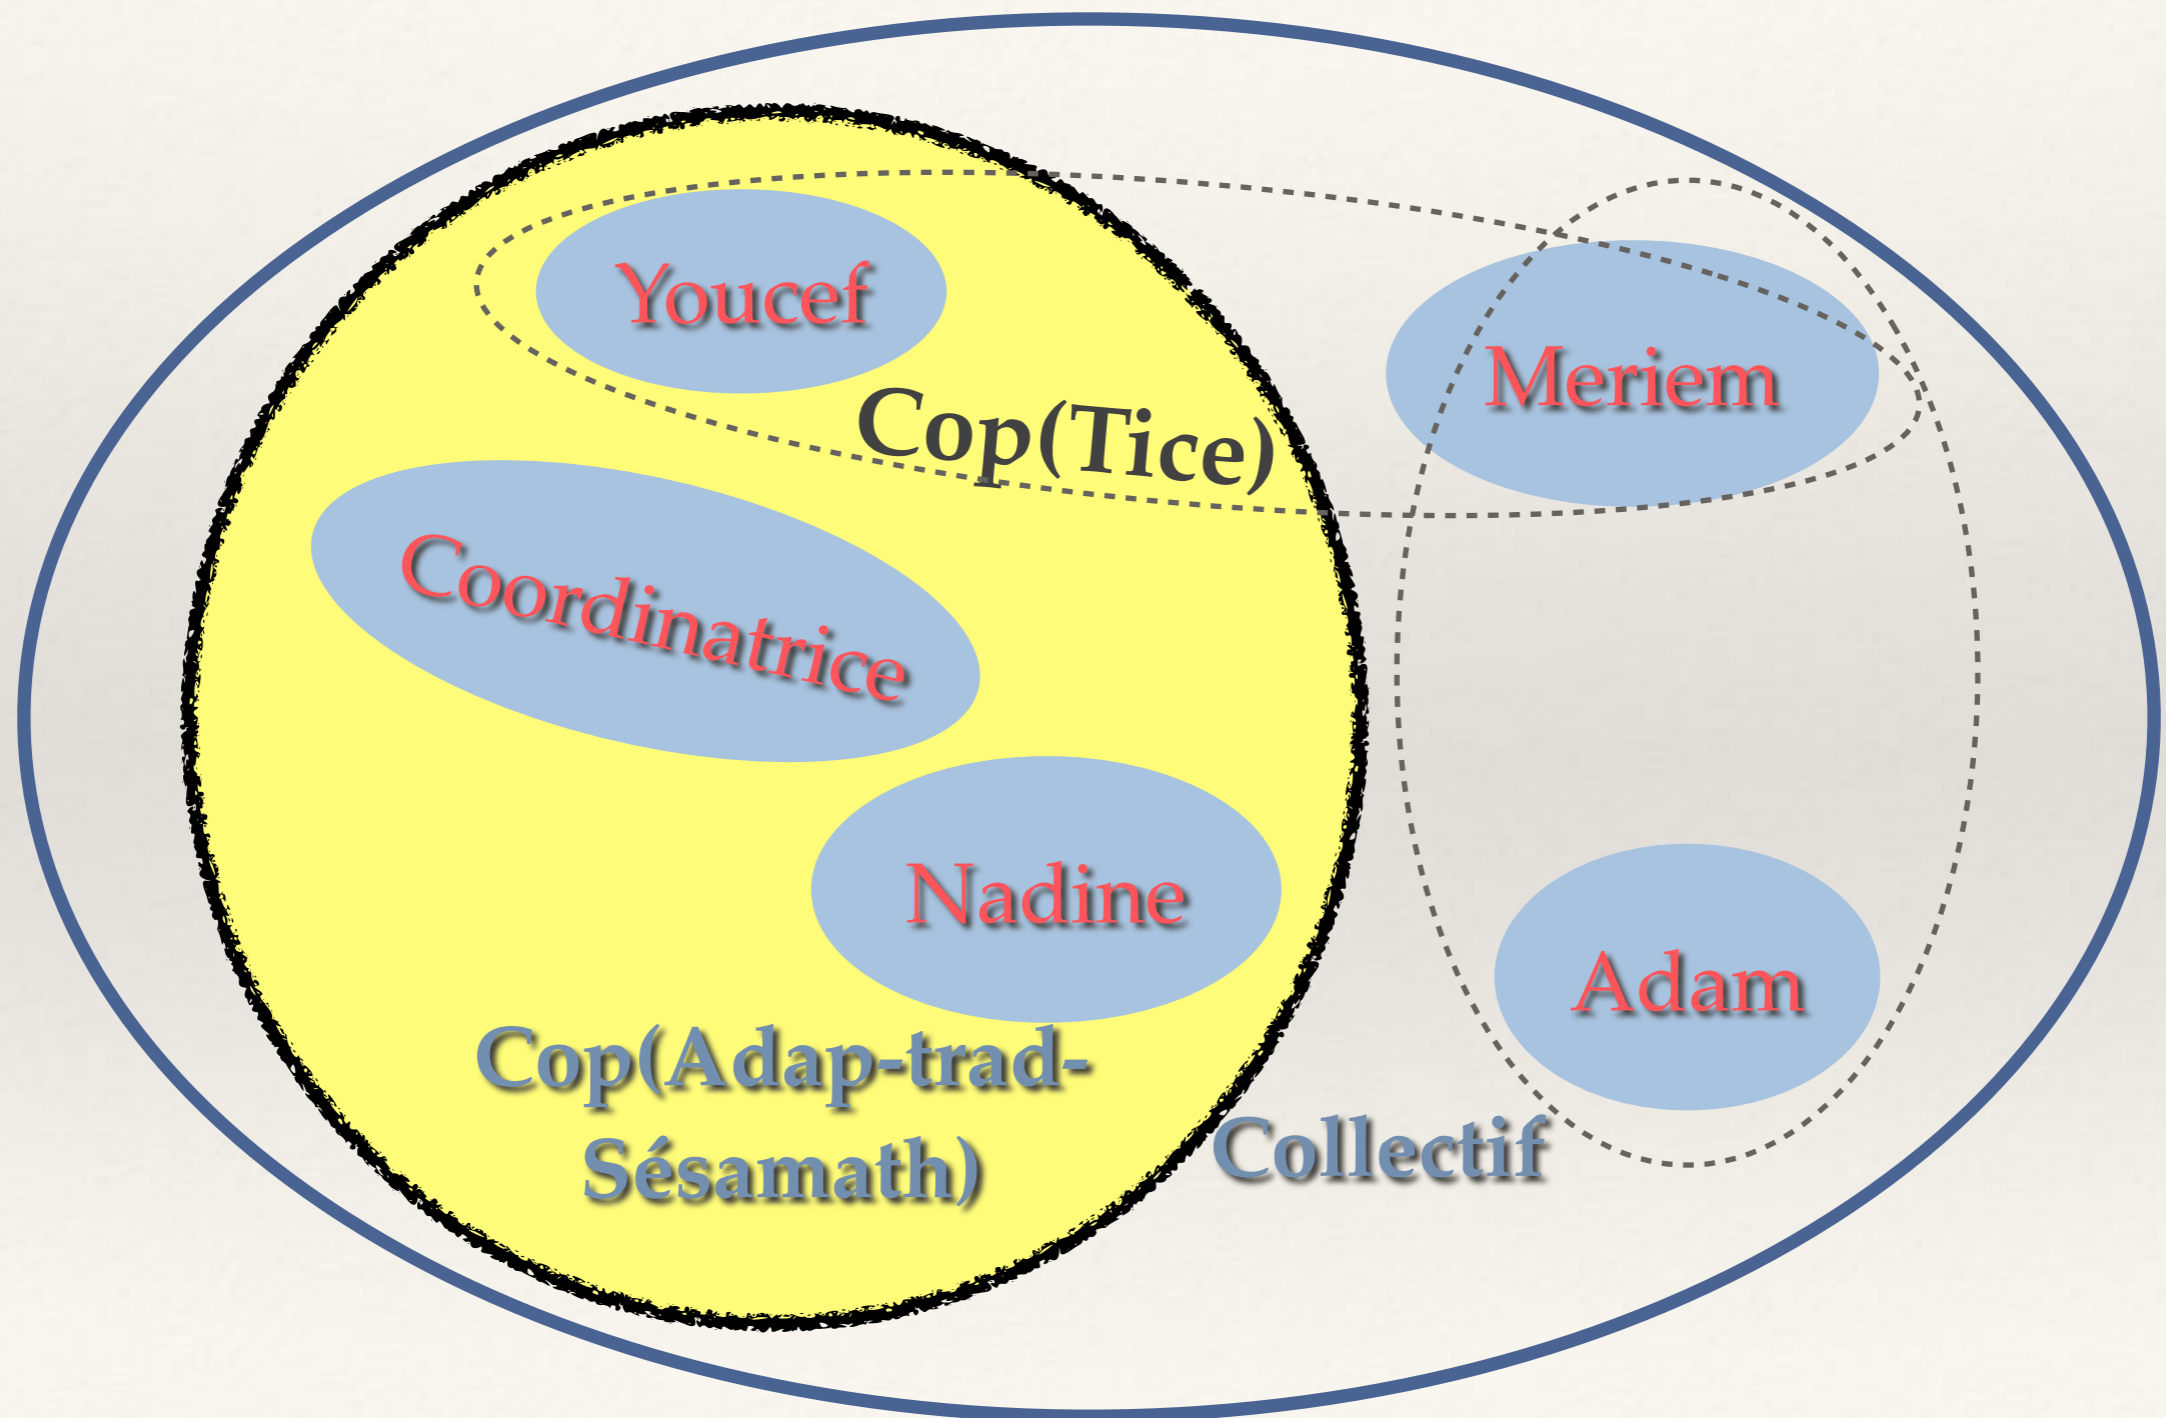 Youcef
Meriem
Cop(Tice)
Coordinatrice
Nadine
Adam
Cop(Adap-trad-
Sésamath)
Collectif